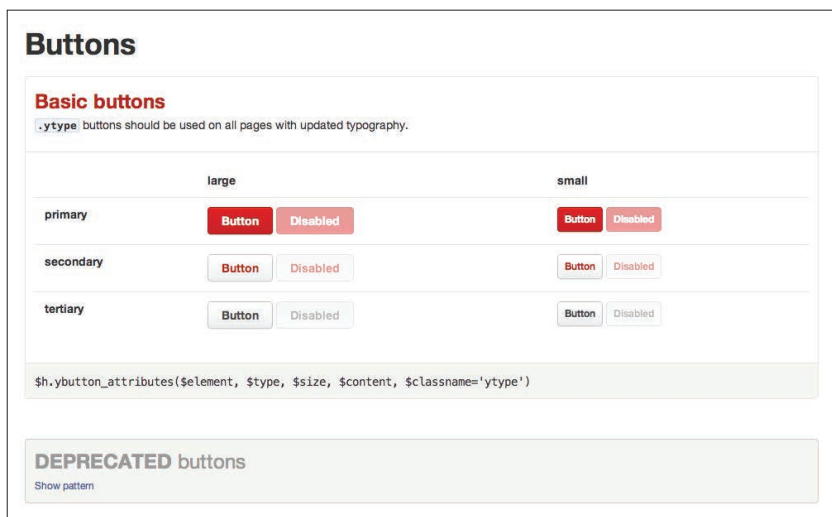 Buttons
Basic buttons
.ytype buttons should be used on all pages with updated typography.
large small
primary Button Disabled Button Disabled
secondary Button Disabled Button Disabled
tertiary Button Disabled Button Disabled
$h.ybutton_attributes($element, $type, $size, $content, $classname='ytype')
DEPRECATED buttons
Show pattern